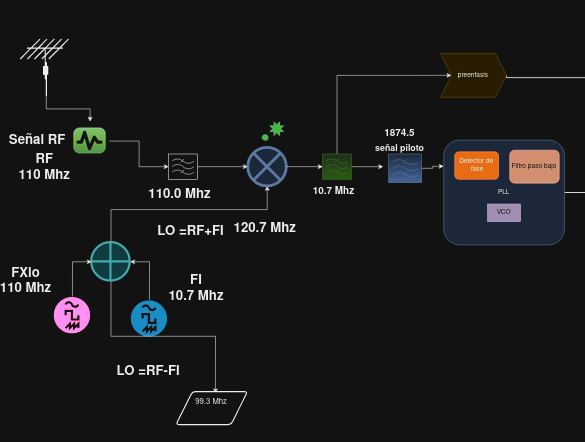 preenfasis
1874.5
señal piloto
Señal RF
RF
110 Mhz
110.0 Mhz
10.7 Mhz
Detector de
fase
Filtro paso bajo
PLL
VCO
LO =RF+FI
120.7 Mhz
FXlo
110 Mhz
FI
10.7 Mhz
LO =RF-FI
99.3 Mhz